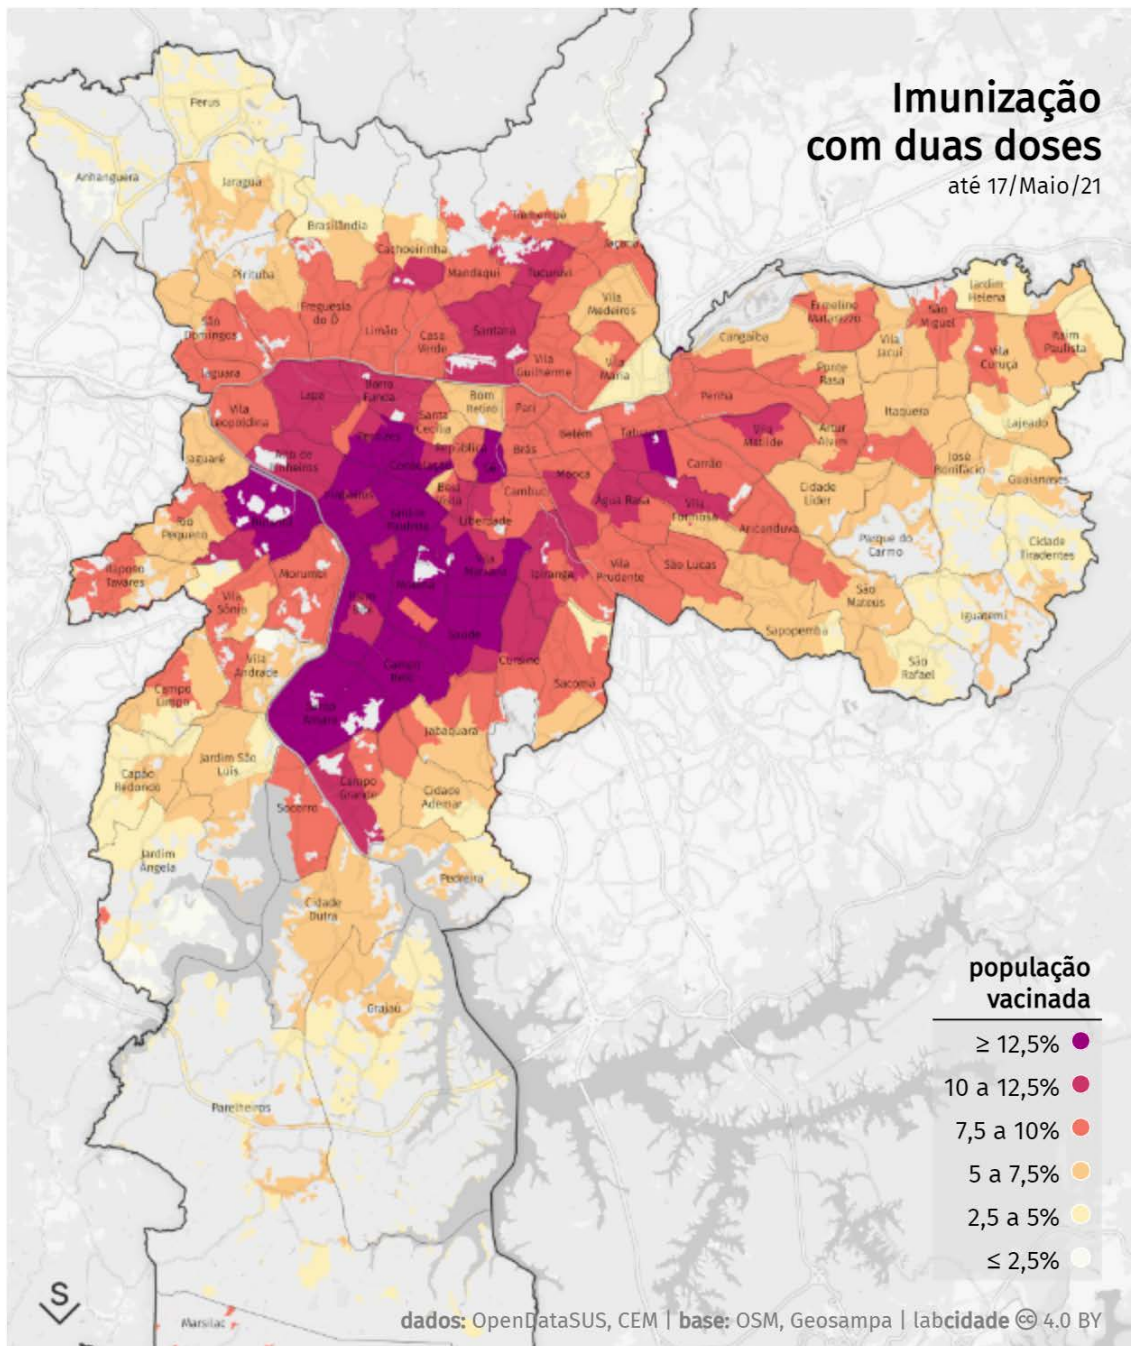 Imunização
com duas doses
até 17/Maio/21
Perus
Anhanguera
Jaraguá
Brasilândia
Tremembé
Cachoeirinha
Jaçanã
Pirituba
Mandaqui
Tucuruvi
Jardim
Helena
Freguesia
do Ó
Vila
Medeiros
Ermelino
Matarazzo
São
Miguel
São
Domingos
Limão
Casa
Verde
Santana
Cangaíba
Vila
Jacuí
Vila
Curuçá
Itaim
Paulista
Jaguara
Vila
Guilherme
Vila
Maria
Ponte
Rasa
Lapa
Barra
Funda
Bom
Retiro
Pari
Penha
Itaquera
Lajeado
Vila
Leopoldina
Santa
Cecília
Belém
Tatuapé
Vila
Matilde
Artur
Alvim
Perdizes
República
Sé
Brás
Jaguaré
Alto de
Pinheiros
Consolação
Mooca
Carrão
José
Bonifácio
Guaianases
Pinheiros
Bela
Vista
Cambuci
Água Rasa
Vila
Formosa
Cidade
Líder
Rio
Pequeno
Butantã
Jardim
Paulista
Liberdade
Aricanduva
Parque do
Carmo
Cidade
Tiradentes
Raposo
Tavares
Morumbi
Moema
Vila
Mariana
Ipiranga
Vila
Prudente
São Lucas
Vila
Sônia
Itaim
Bibi
São
Mateus
Iguatemi
Saúde
Sapopemba
Vila
Andrade
Campo
Belo
Cursino
São
Rafael
Campo
Limpo
Santo
Amaro
Sacomã
Jabaquara
Jardim São
Luís
Capão
Redondo
Campo
Grande
Cidade
Ademar
Socorro
Jardim
Ângela
Pedreira
Cidade
Dutra
Grajaú
Parelheiros
Marsilac
S
população
vacinada
≥ 12,5%
10 a 12,5%
7,5 a 10%
5 a 7,5%
2,5 a 5%
≤ 2,5%
dados: OpenDataSUS, CEM | base: OSM, Geosampa | labcidade cc 4.0 BY